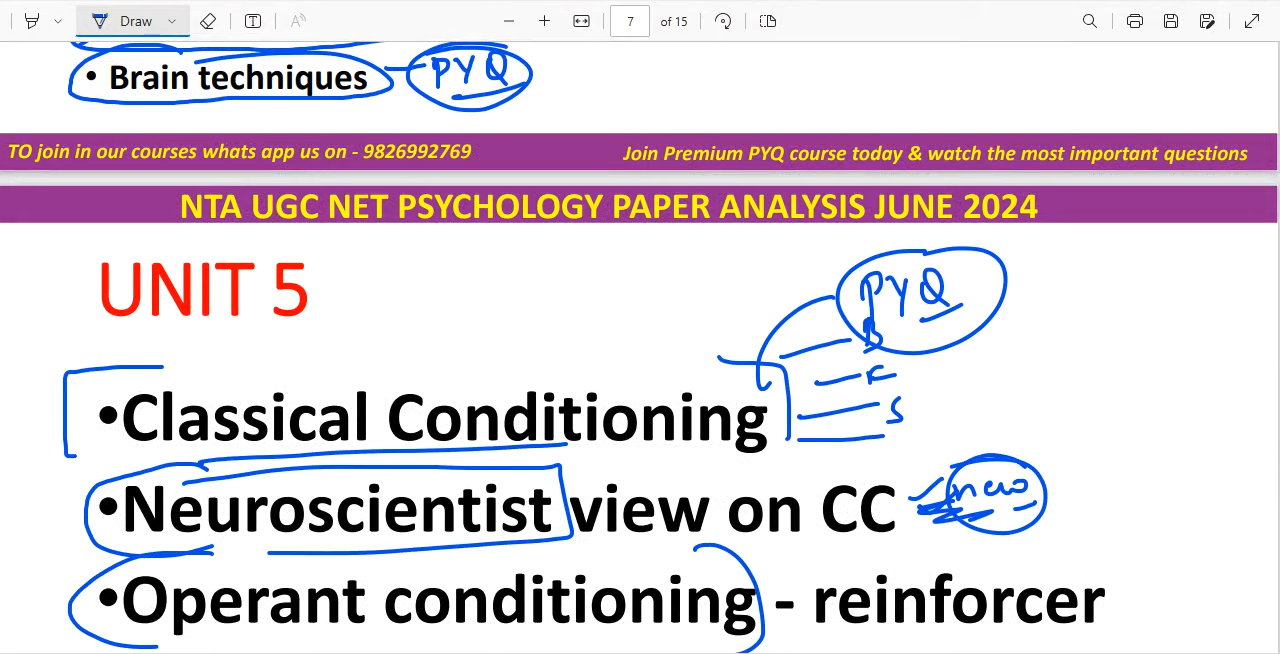 Draw
7 of 15
• Brain techniques PYQ
TO join in our courses whats app us on - 9826992769 Join Premium PYQ course today & watch the most important questions
NTA UGC NET PSYCHOLOGY PAPER ANALYSIS JUNE 2024
UNIT 5
PYQ
B
F
S
•Classical Conditioning
•Neuroscientist view on CC new
•Operant conditioning - reinforcer